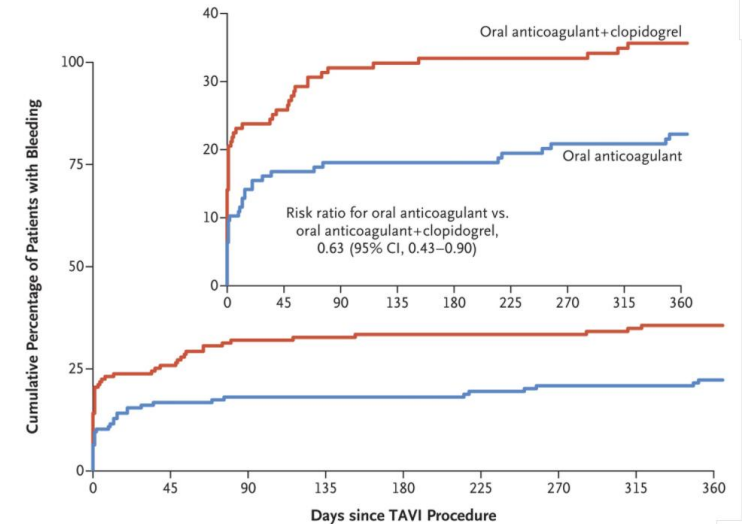 Cumulative Percentage of Patients with Bleeding
100
75
50
25
0
40
30
20
10
0
Oral anticoagulant+clopidogrel
Oral anticoagulant
Risk ratio for oral anticoagulant vs.
oral anticoagulant+clopidogrel,
0.63 (95% CI, 0.43–0.90)
0 45 90 135 180 225 270 315 360
0 45 90 135 180 225 270 315 360
Days since TAVI Procedure